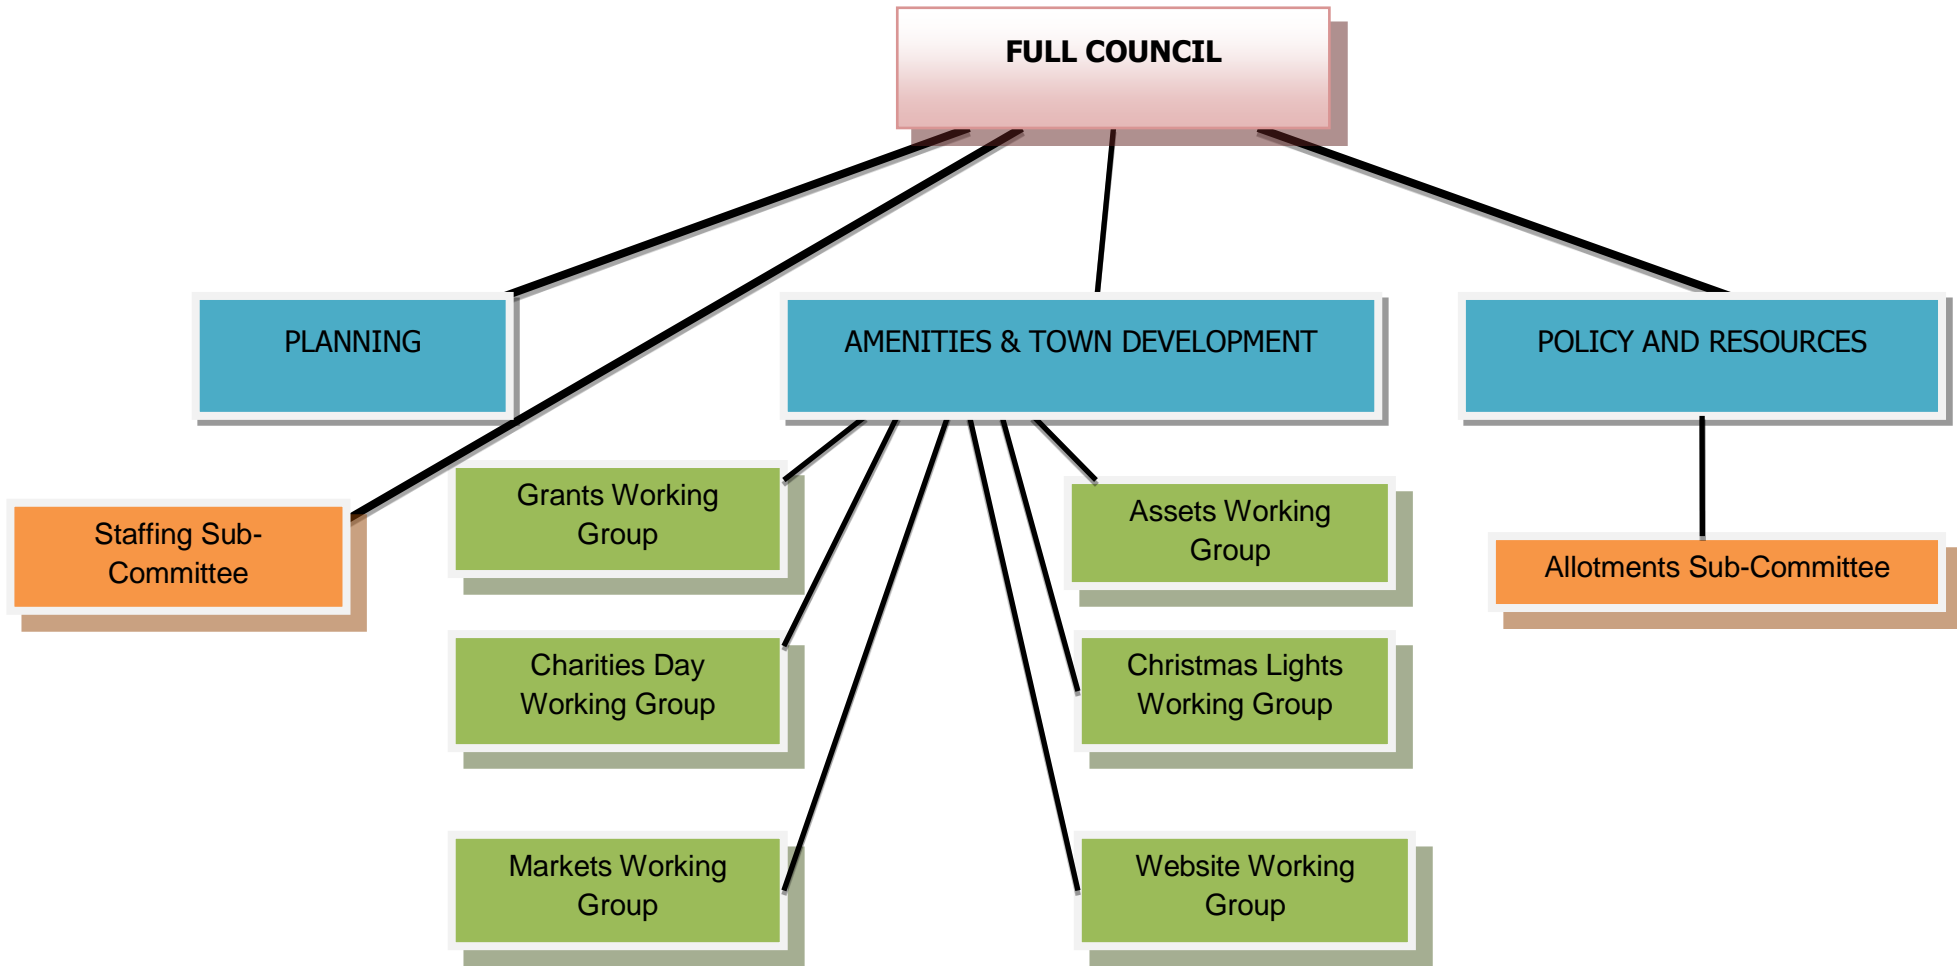 FULL COUNCIL
PLANNING
AMENITIES & TOWN DEVELOPMENT
POLICY AND RESOURCES
Staffing Sub-
Committee
Grants Working
Group
Assets Working
Group
Allotments Sub-Committee
Charities Day
Working Group
Christmas Lights
Working Group
Markets Working
Group
Website Working
Group